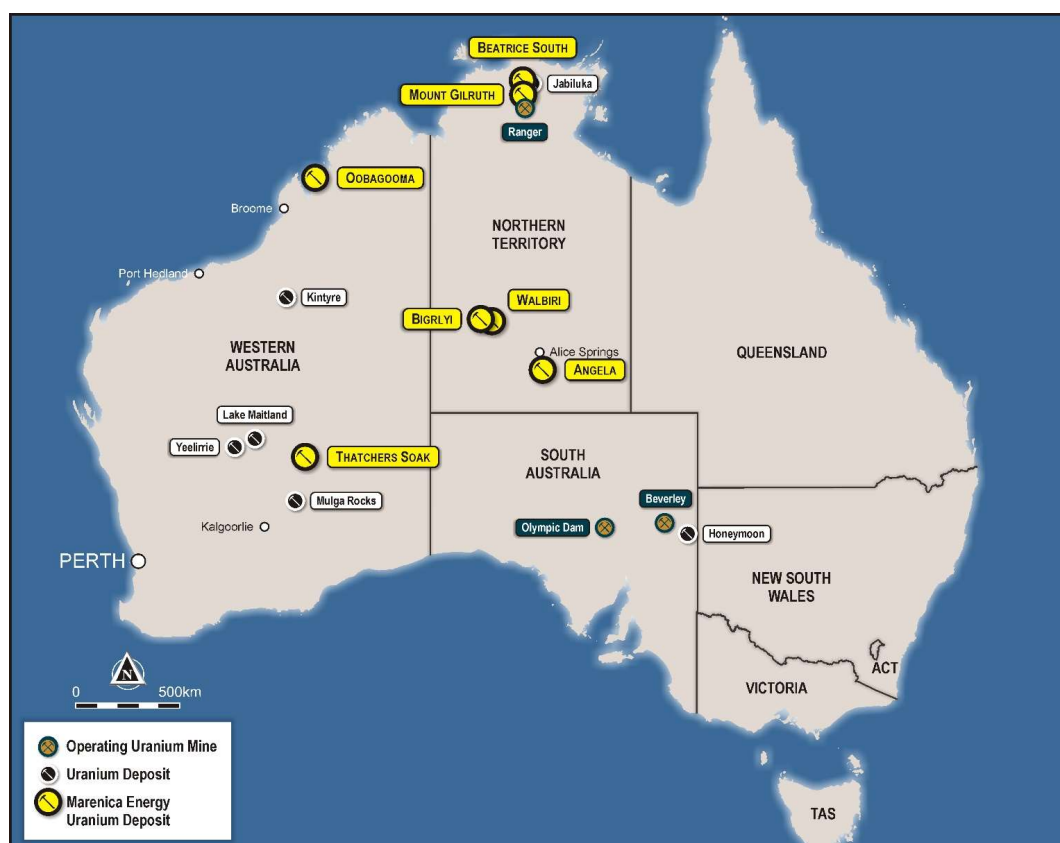 BEATRICE SOUTH
Jabiluka
MOUNT GILRUTH
Ranger
OOBAGOOMA
Broome
NORTHERN
TERRITORY
Port Hedland
Kintyre
WALBIRI
BIGRLYI
WESTERN
AUSTRALIA
Alice Springs
QUEENSLAND
ANGELA
Lake Maitland
Yeelirrie
THATCHERS SOAK
SOUTH
AUSTRALIA
Mulga Rocks
Beverley
Kalgoorlie
Olympic Dam
Honeymoon
PERTH
NEW SOUTH
WALES
N
ACT
0 500km
VICTORIA
Operating Uranium Mine
Uranium Deposit
Marenica Energy
Uranium Deposit
TAS